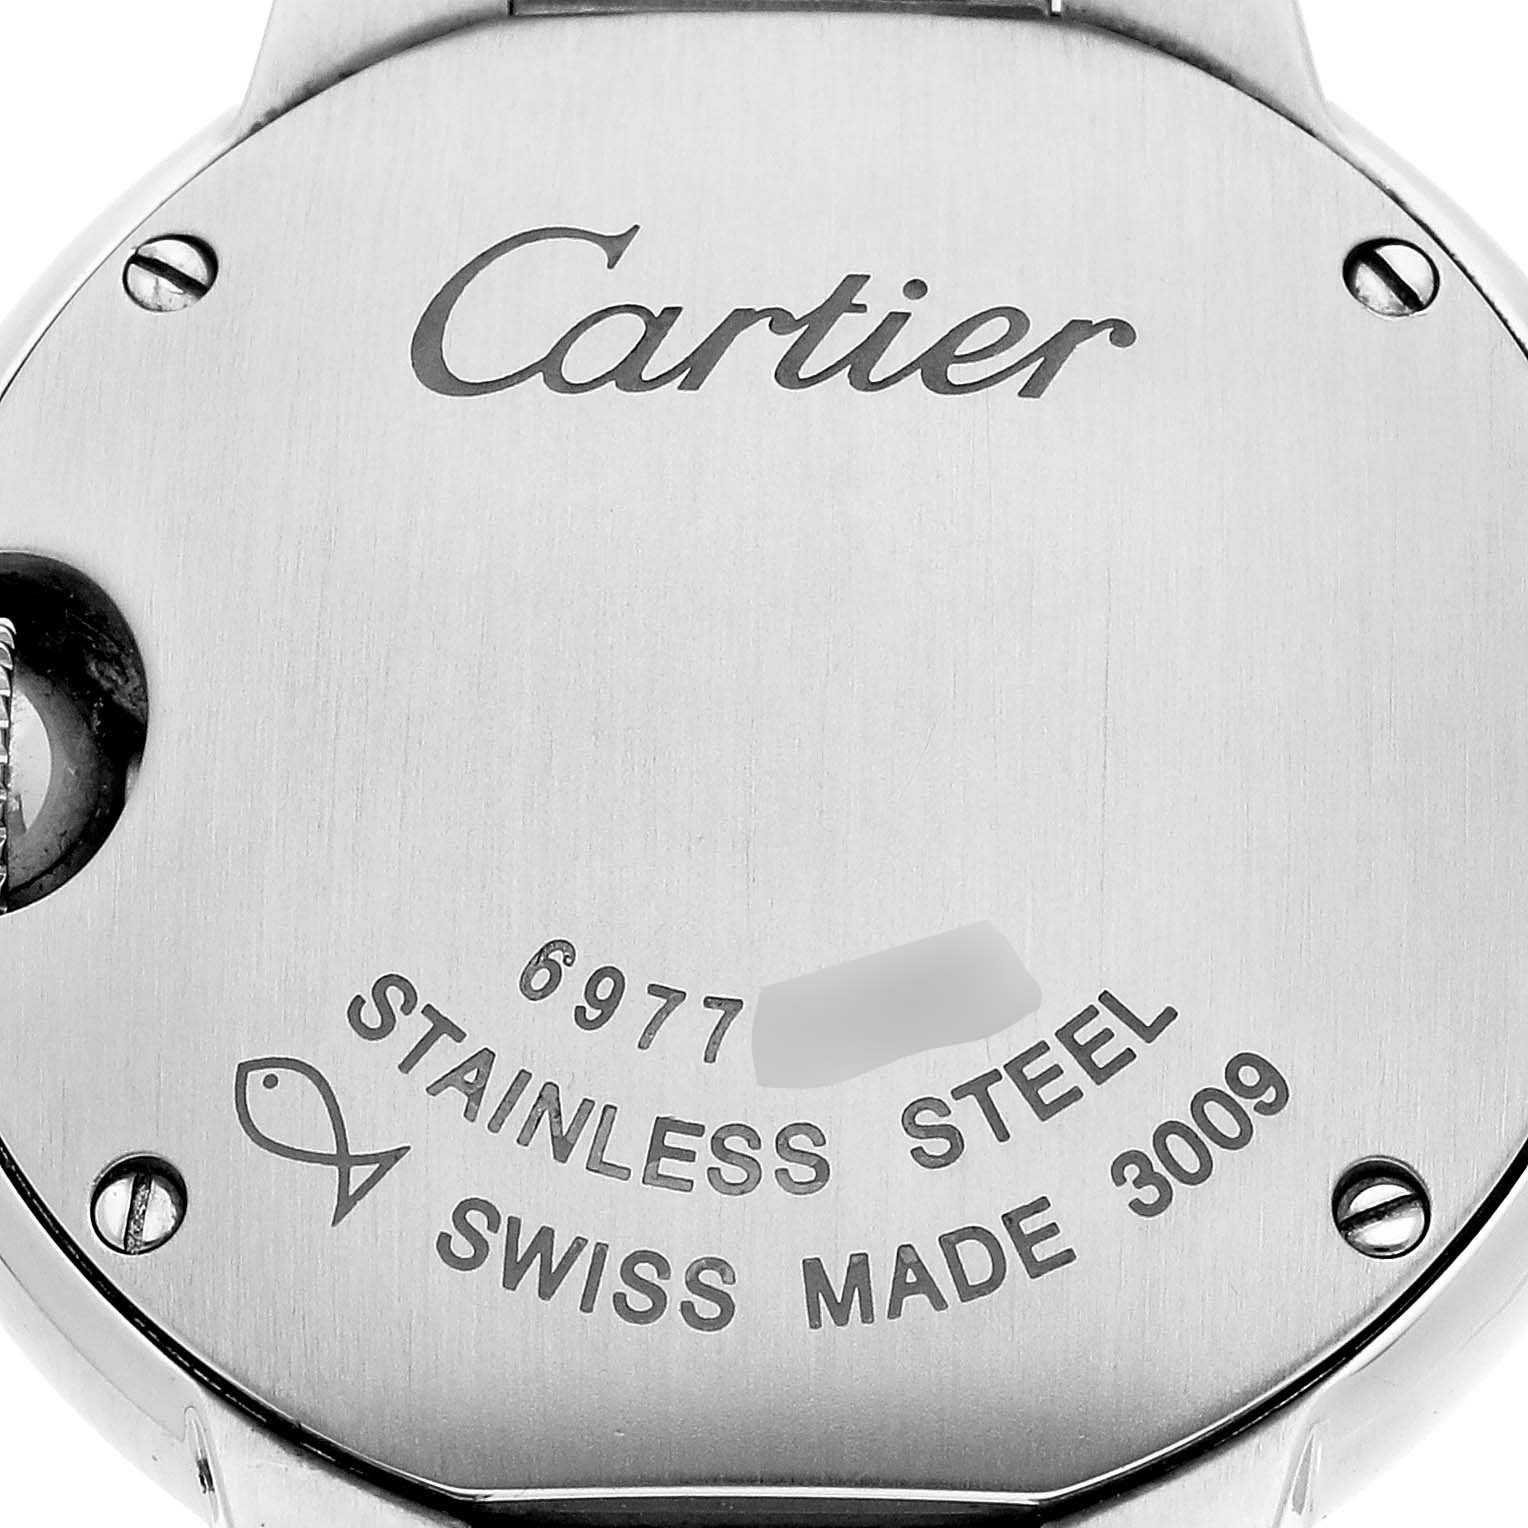 Cartier
6977
STAINLESS STEEL
SWISS MADE 3009